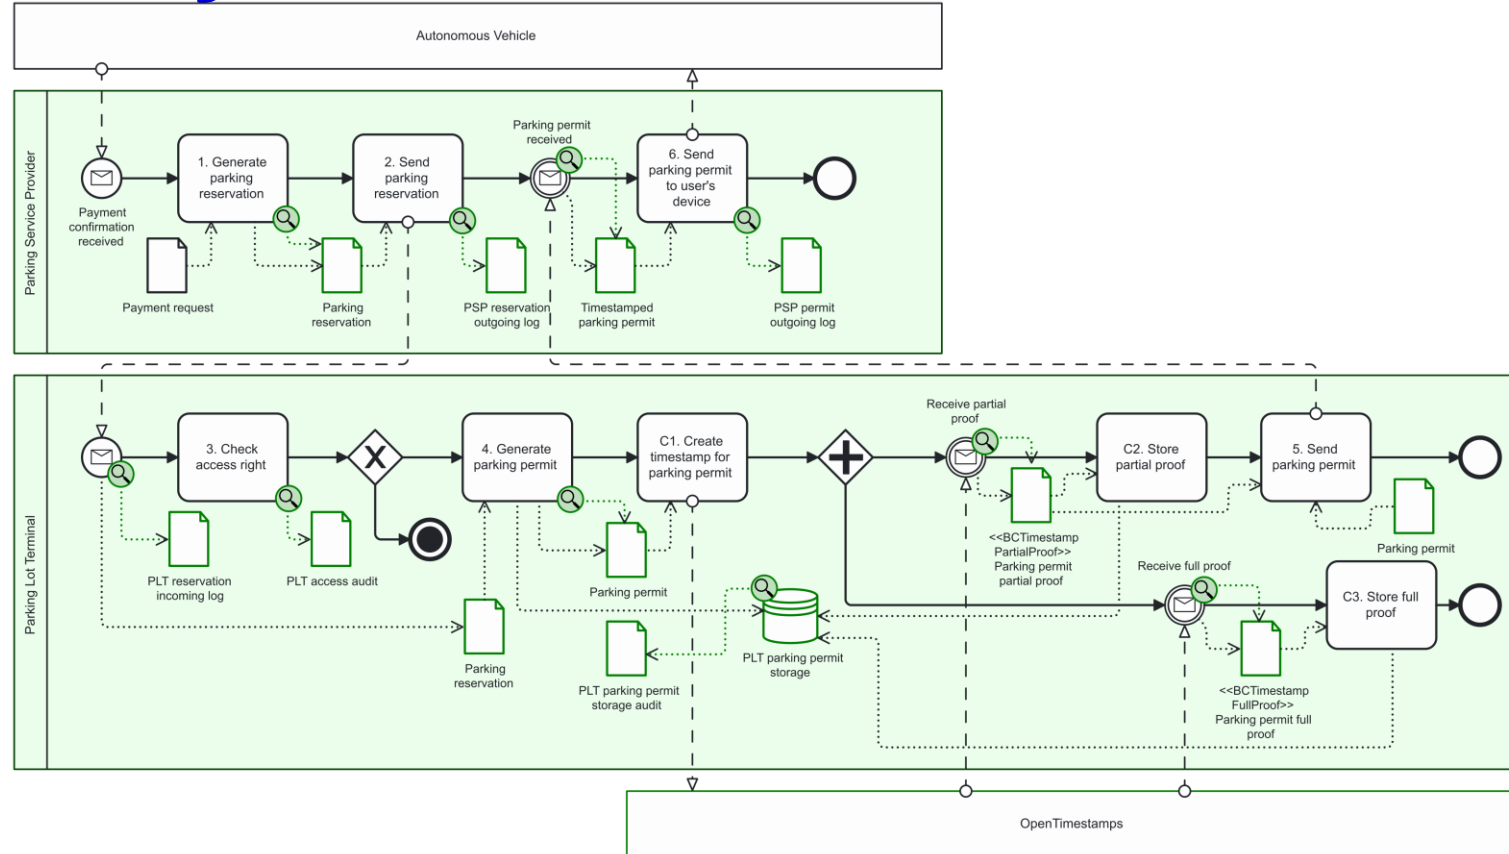 Autonomous Vehicle
Parking Service Provider
Payment
confirmation
received
1. Generate
parking
reservation
2. Send
parking
reservation
Parking permit
received
6. Send
parking permit
to user's
device
Payment request
Parking
reservation
PSP reservation
outgoing log
Timestamped
parking permit
PSP permit
outgoing log
Parking Lot Terminal
3. Check
access right
X
4. Generate
parking permit
C1. Create
timestamp for
parking permit
Receive partial
proof
C2. Store
partial proof
5. Send
parking permit
PLT reservation
incoming log
PLT access audit
Parking permit
<<BCTimestamp
PartialProof>>
Parking permit
partial proof
Parking permit
Receive full proof
C3. Store full
proof
Parking
reservation
PLT parking permit
storage audit
PLT parking permit
storage
<<BCTimestamp
FullProof>>
Parking permit full
proof
OpenTimestamps